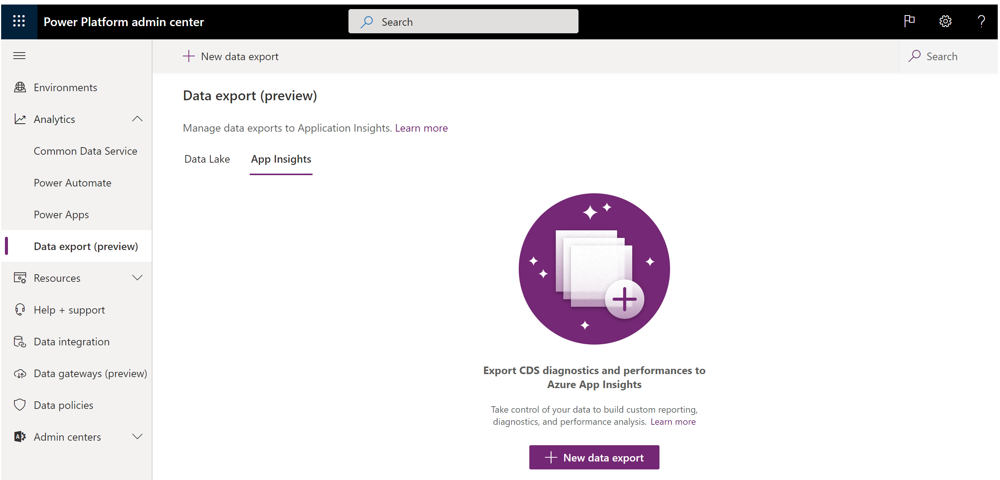 Power Platform admin center
Search
New data export
Search
Environments
Analytics
Common Data Service
Power Automate
Power Apps
Data export (preview)
Resources
Help + support
Data integration
Data gateways (preview)
Data policies
A
Admin centers
Data export (preview)
Manage data exports to Application Insights. Learn more
Data Lake App Insights
Export CDS diagnostics and performances to
Azure App Insights
Take control of your data to build custom reporting,
diagnostics, and performance analysis. Learn more
New data export